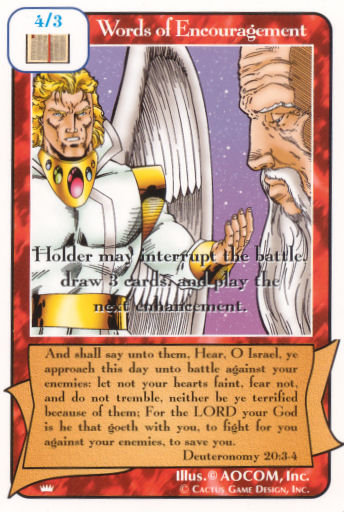 4/3
Words of Encouragement
Holder may interrupt the battle,
draw 3 cards, and play the
next enhancement.
And shall say unto them, Hear, O Israel, ye
approach this day unto battle against your
enemies: let not your hearts faint, fear not,
and do not tremble, neither be ye terrified
because of them; For the LORD your God
is he that goeth with you, to fight for you
against your enemies, to save you.
Deuteronomy 20:3-4
Illus.© AOCOM, Inc.
© Cactus Game Design, Inc.